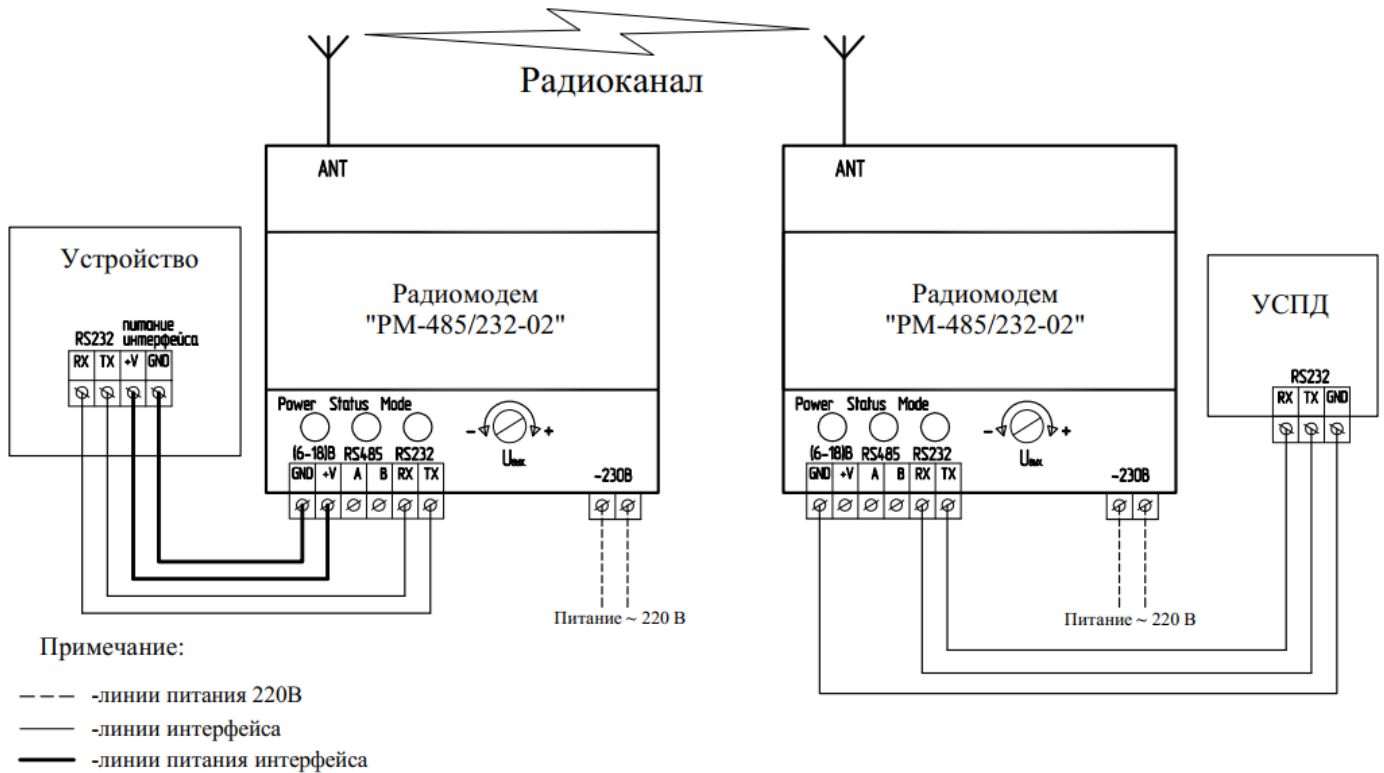 Радиоканал
ANT
ANT
Устройство
Радиомодем
"РМ-485/232-02"
Радиомодем
"РМ-485/232-02"
УСПД
питание
RS232 интерфейса
RX TX +V GND
RS232
RX TX GND
Power Status Mode
- +
(6-18)В RS485 RS232
Uвых
GND +V A B RX TX
~230В
Power Status Mode
- +
(6-18)В RS485 RS232
Uвых
GND +V A B RX TX
~230В
Питание ~ 220 В
Питание ~ 220 В
Примечание:
-линии питания 220В
-линии интерфейса
-линии питания интерфейса